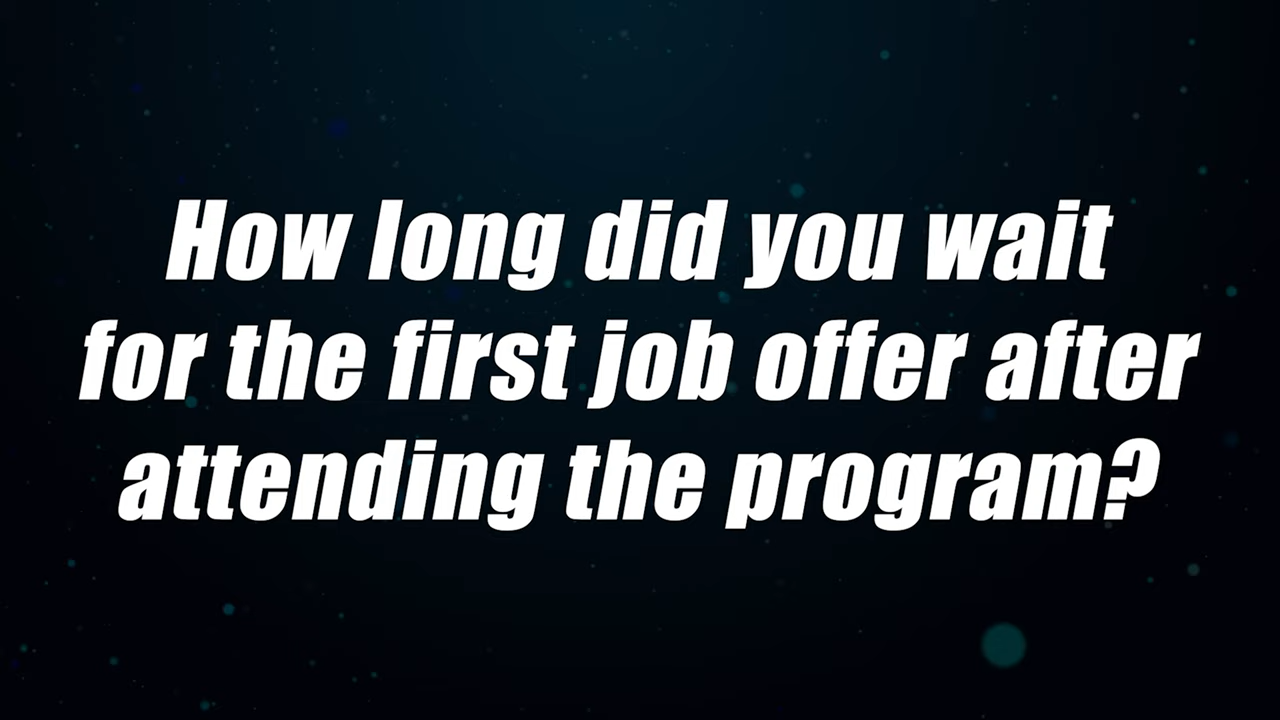 How long did you wait
for the first job offer after
attending the program?